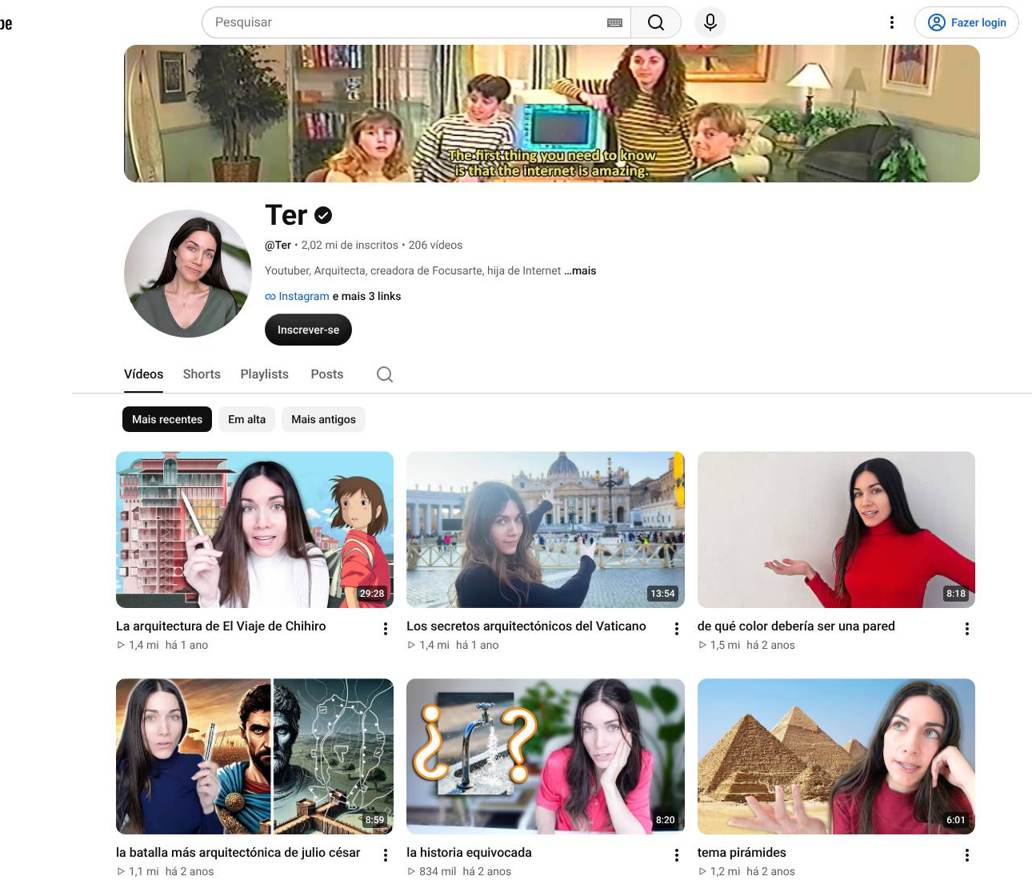 be
Pesquisar
Fazer login
The first thing you need to know
is that the internet is amazing.
Ter
@Ter • 2,02 mi de inscritos • 206 vídeos
Youtuber, Arquitecta, creadora de Focusarte, hija de Internet ...mais
Instagram e mais 3 links
Inscrever-se
Vídeos Shorts Playlists Posts
Mais recentes Em alta Mais antigos
29:28
13:54
8:18
La arquitectura de El Viaje de Chihiro
1,4 mi há 1 ano
Los secretos arquitectónicos del Vaticano
1,4 mi há 1 ano
de qué color debería ser una pared
1,5 mi há 2 anos
8:59
¿?
8:20
6:01
la batalla más arquitectónica de julio césar
1,1 mi há 2 anos
la historia equivocada
834 mil há 2 anos
tema pirámides
1,2 mi há 2 anos